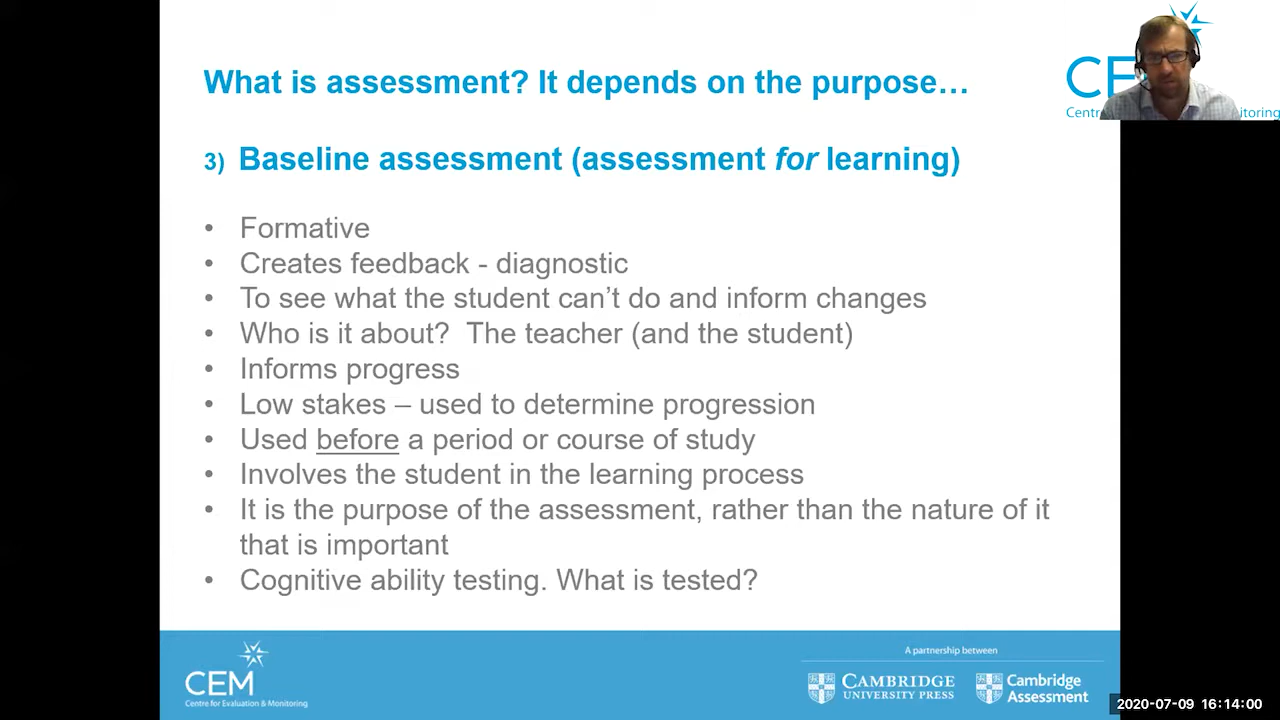 What is assessment? It depends on the purpose…
CE
Centr
itoring
3) Baseline assessment (assessment for learning)
• Formative
• Creates feedback - diagnostic
• To see what the student can’t do and inform changes
• Who is it about?  The teacher (and the student)
• Informs progress
• Low stakes – used to determine progression
• Used before a period or course of study
• Involves the student in the learning process
• It is the purpose of the assessment, rather than the nature of it
that is important
• Cognitive ability testing. What is tested?
CEM
Centre for Evaluation & Monitoring
A partnership between
CAMBRIDGE
UNIVERSITY PRESS
Cambridge
Assessment
2020-07-09 16:14:00